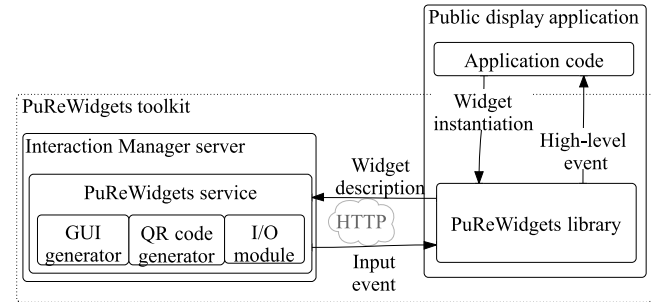 Public display application
Application code
PuReWidgets toolkit
Widget
instantiation
High-level
event
Interaction Manager server
Widget
description
PuReWidgets service
PuReWidgets library
HTTP
GUI
generator
QR code
generator
I/O
module
Input
event